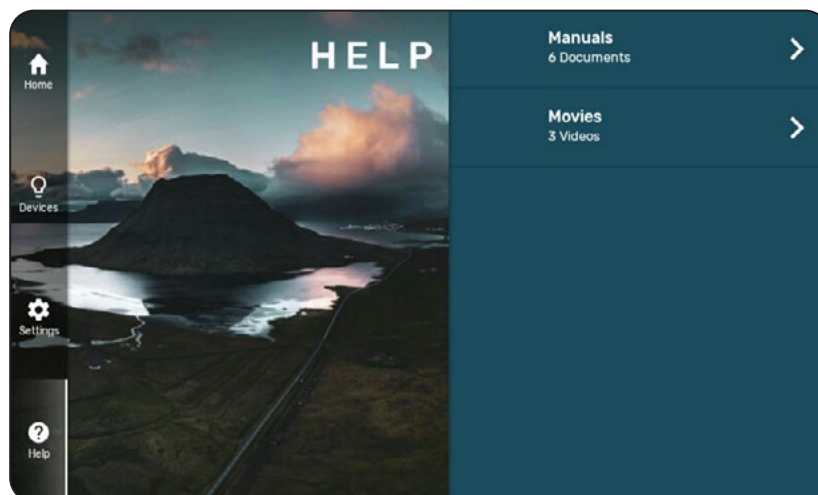 Home
Devices
Settings
Help
HELP
Manuals
6 Documents
Movies
3 Videos